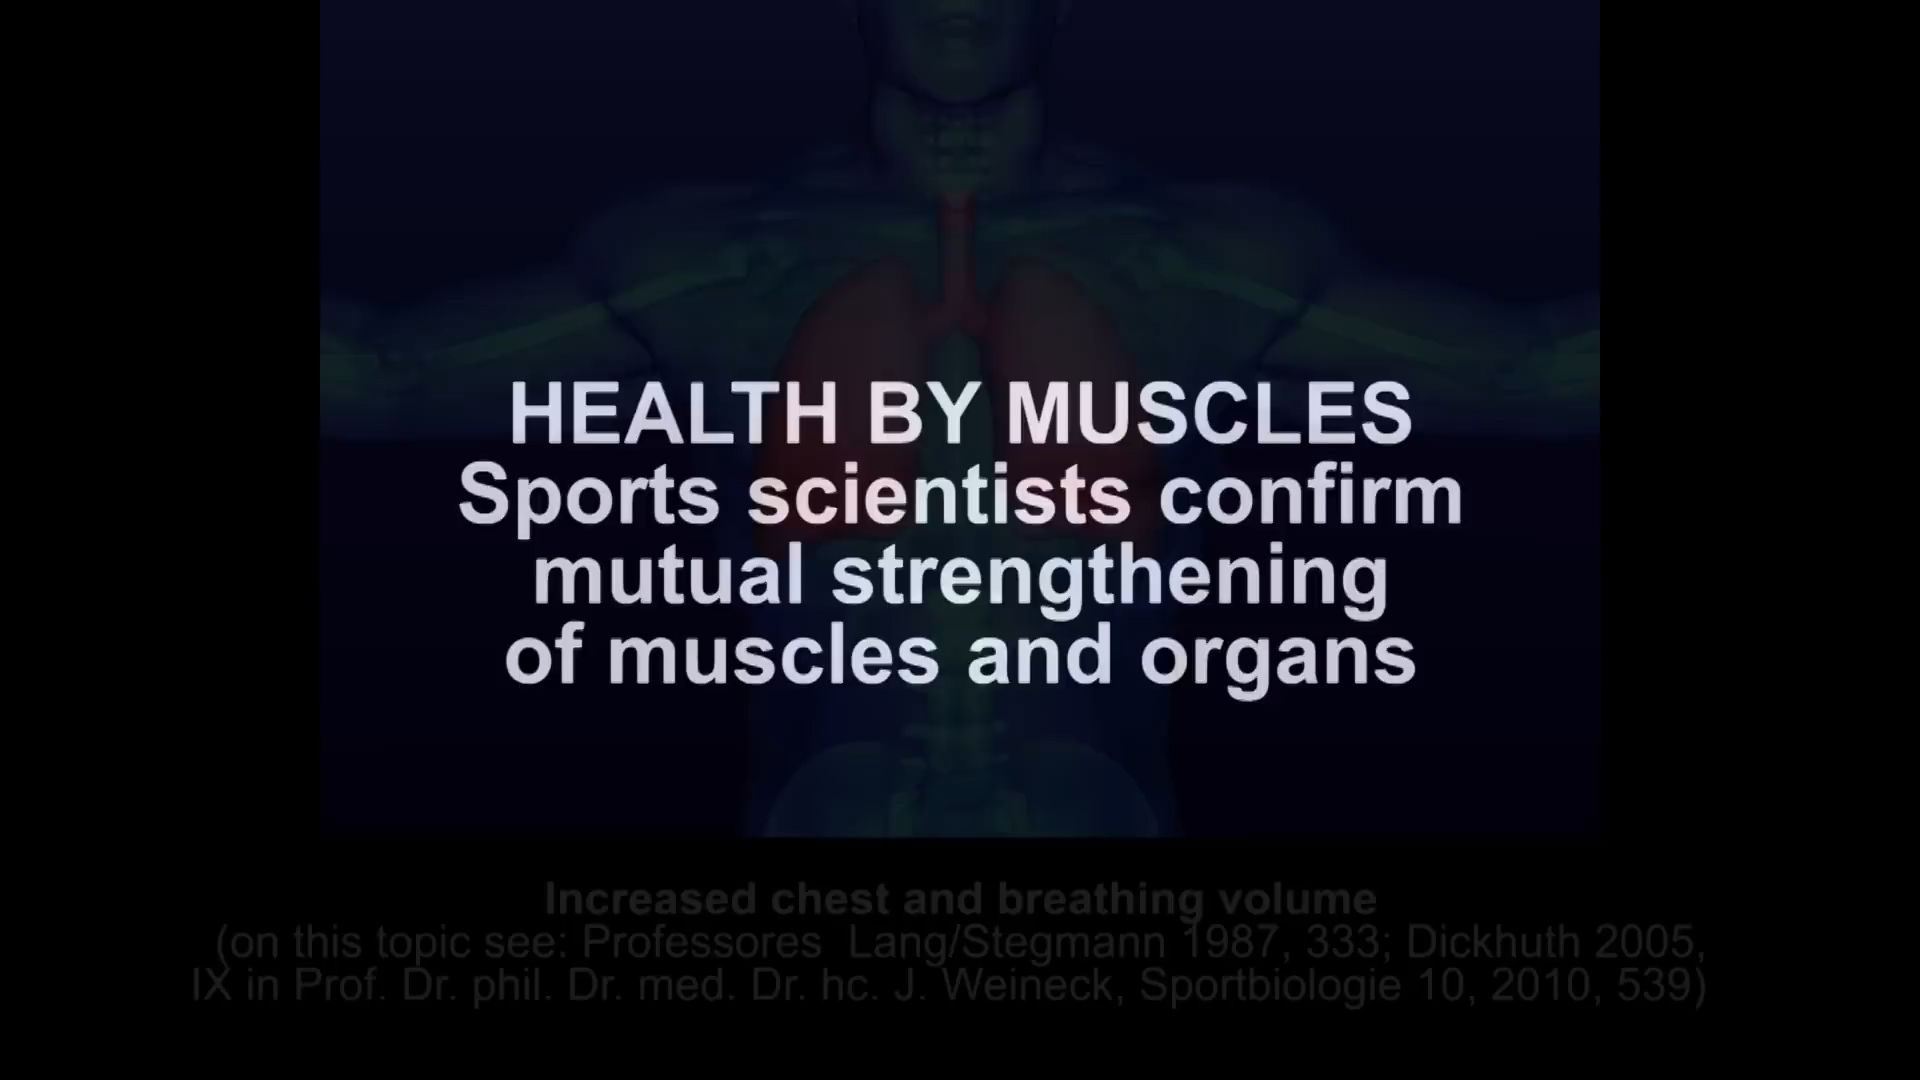 HEALTH BY MUSCLES
Sports scientists confirm
mutual strengthening
of muscles and organs
Increased chest and breathing volume
(on this topic see: Professores Lang/Stegmann 1987, 333; Dickhuth 2005,
IX in Prof. Dr. phil. Dr. med. Dr. hc. J. Weineck, Sportbiologie 10, 2010, 539)